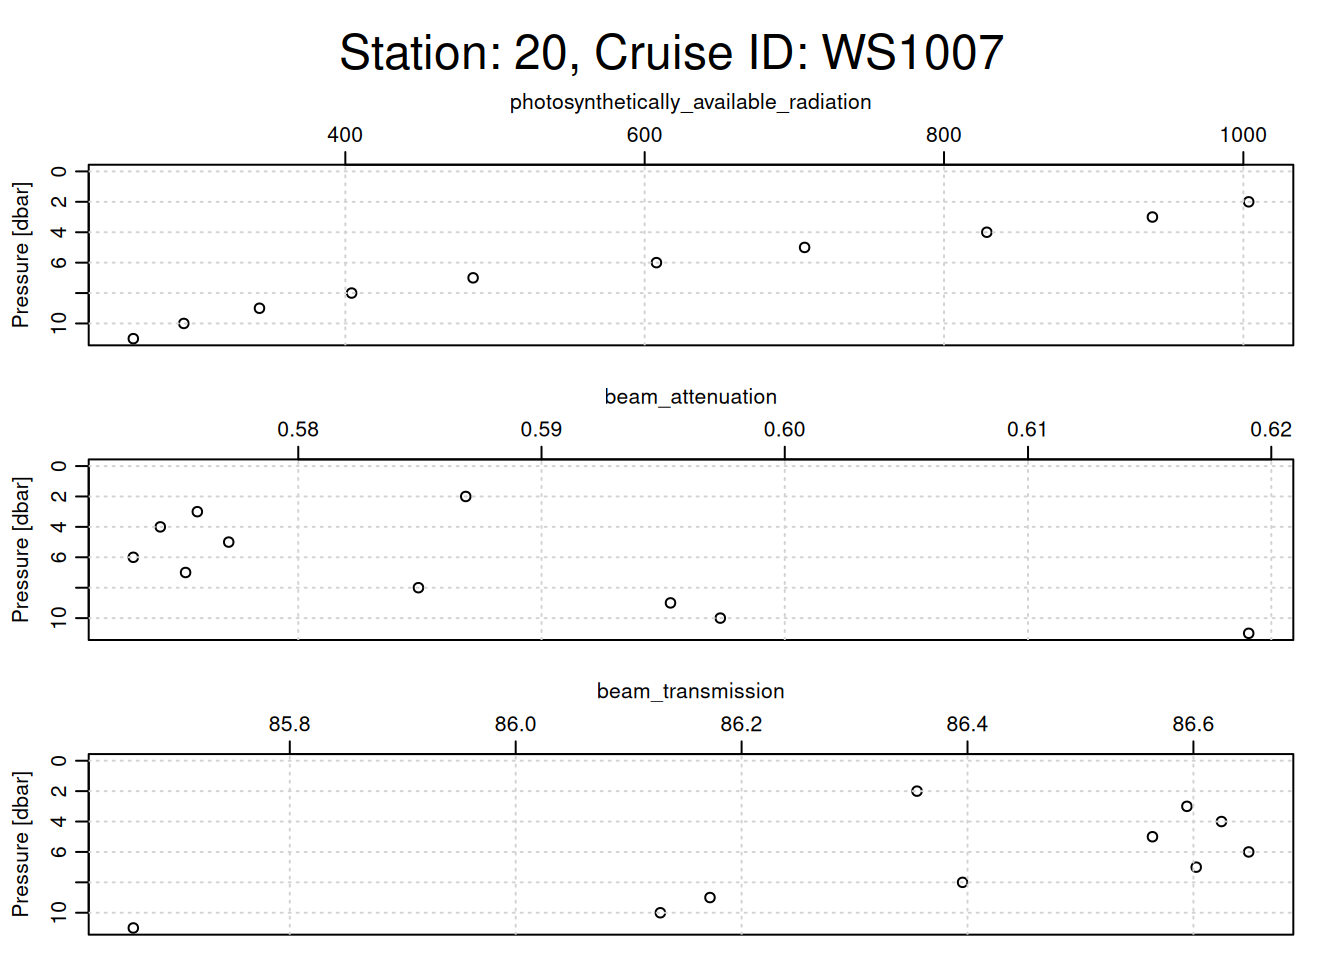 Station: 20, Cruise ID: WS1007
photosynthetically_available_radiation
400 600 800 1000
Pressure [dbar]
0
2
4
6
10
beam_attenuation
0.58 0.59 0.60 0.61 0.62
Pressure [dbar]
0
2
4
6
10
beam_transmission
85.8 86.0 86.2 86.4 86.6
Pressure [dbar]
0
2
4
6
10